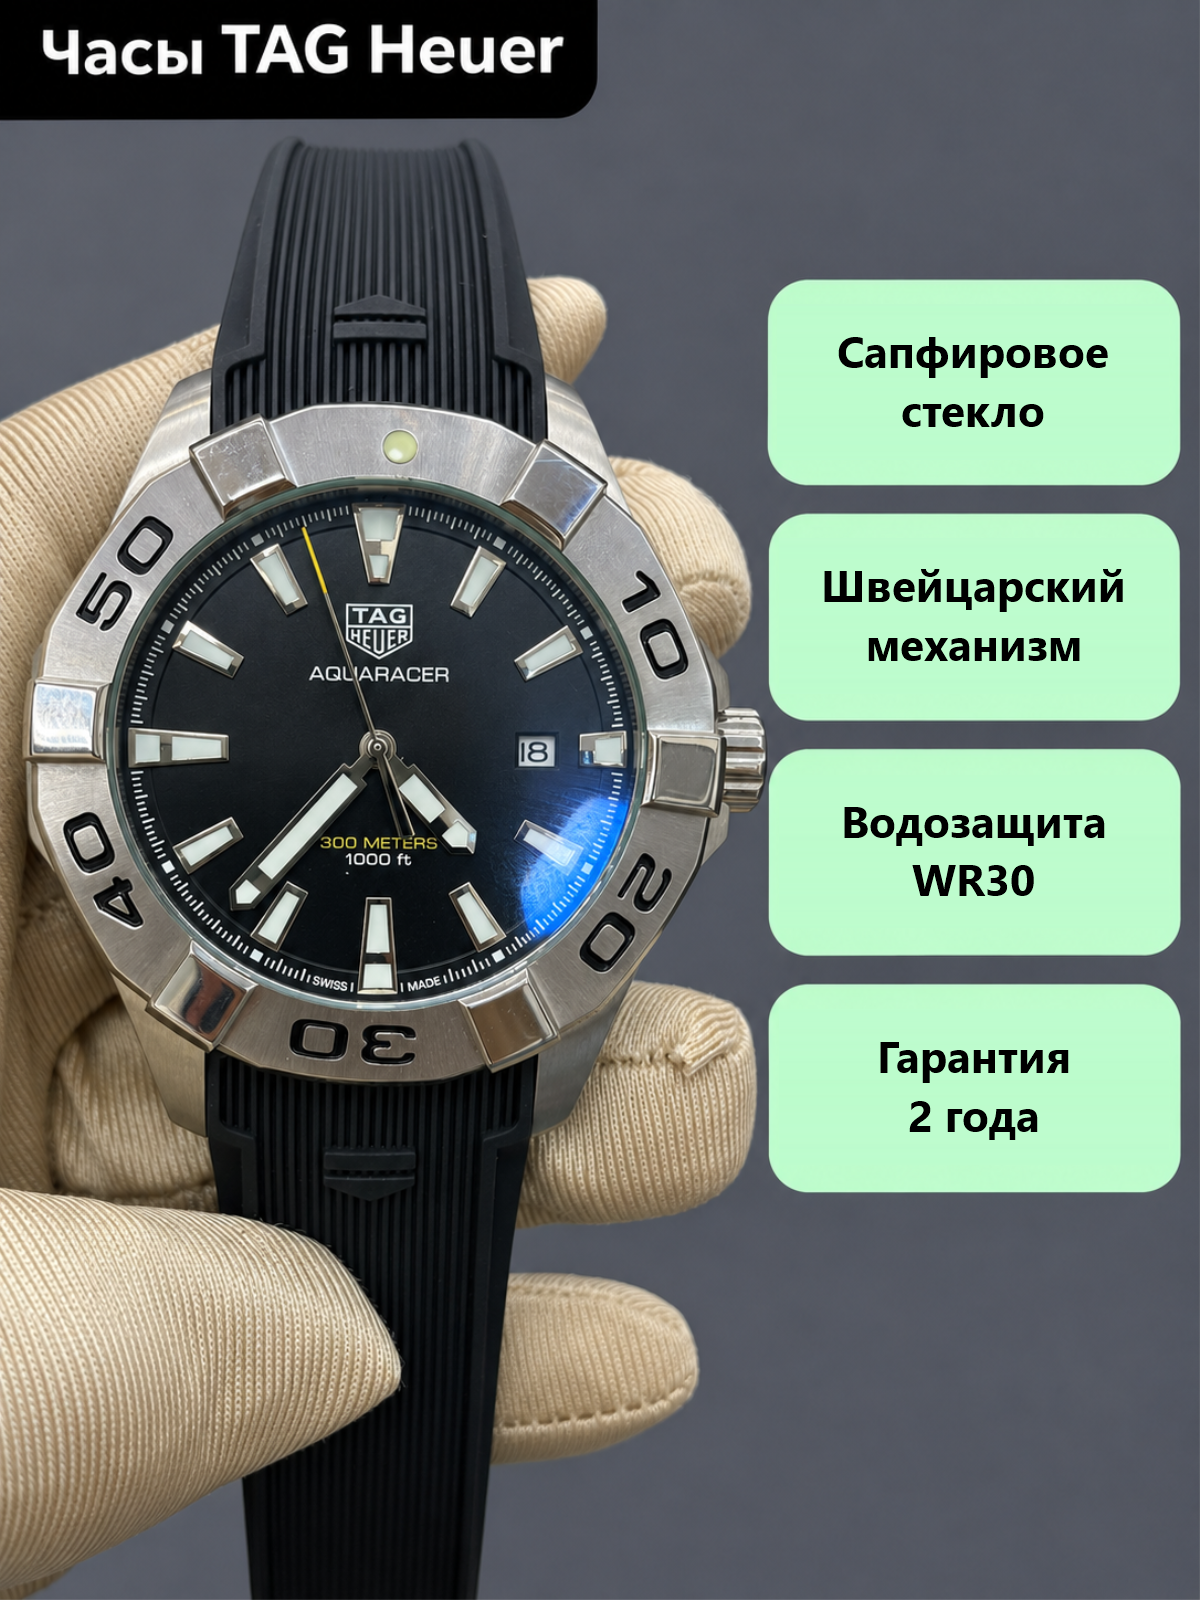 Часы TAG Heuer
Сапфировое
стекло
Швейцарский
механизм
Водозащита
WR30
Гарантия
2 года
TAG
HEUER
AQUARACER
18
300 METERS
1000 ft
SWISS MADE
10
20
30
40
50